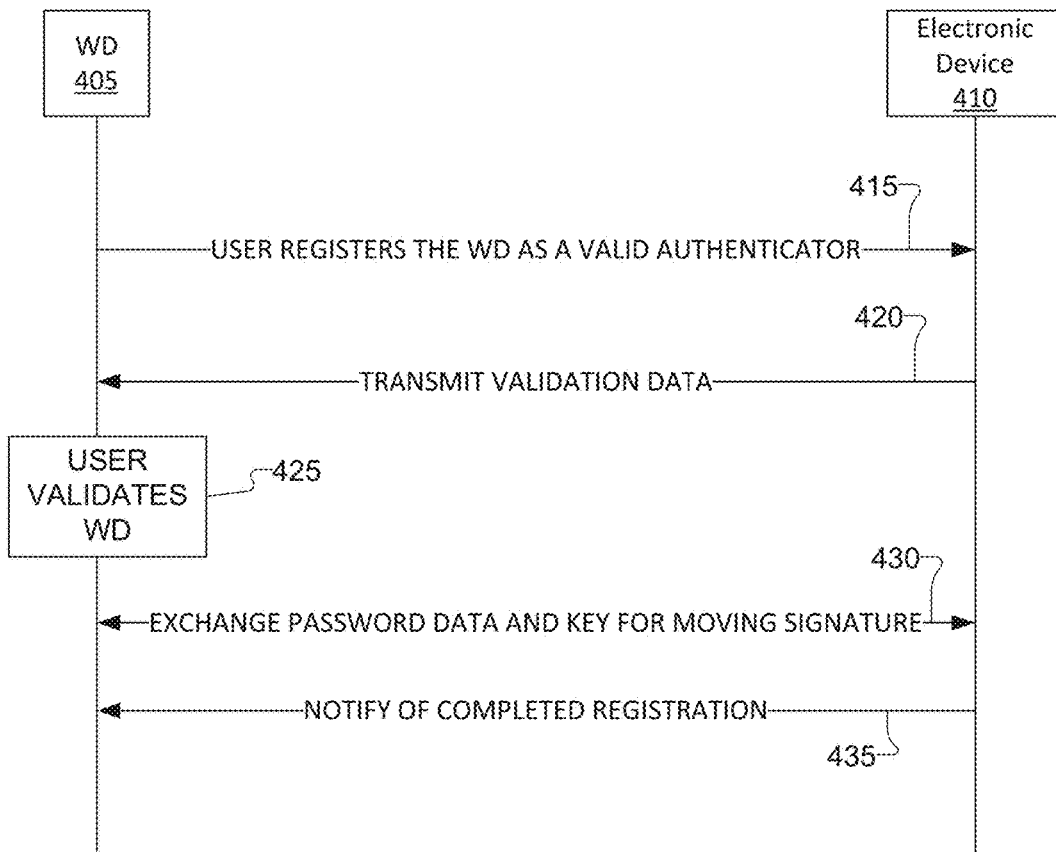 WD
405
Electronic
Device
410
415
USER REGISTERS THE WD AS A VALID AUTHENTICATOR
420
TRANSMIT VALIDATION DATA
USER
VALIDATES
WD
425
430
EXCHANGE PASSWORD DATA AND KEY FOR MOVING SIGNATURE
NOTIFY OF COMPLETED REGISTRATION
435